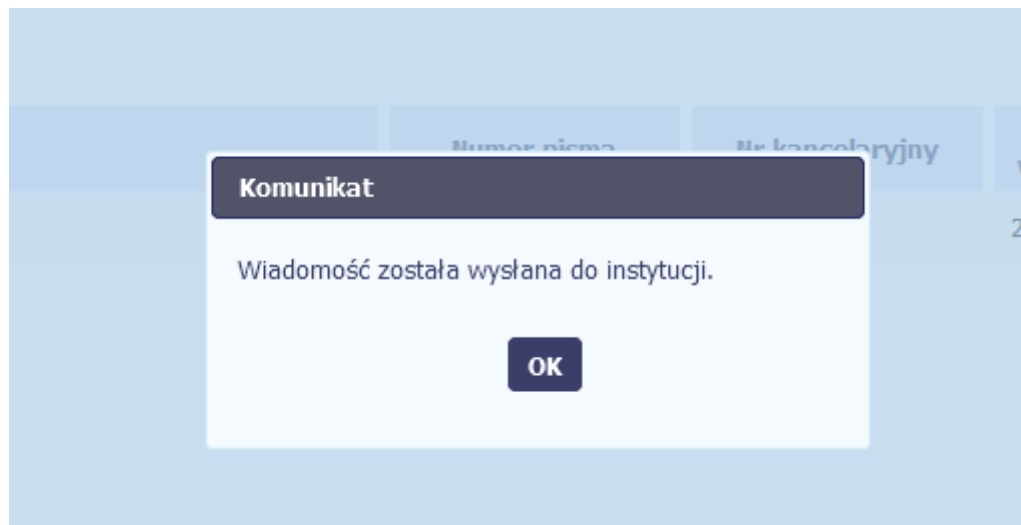 Numer pisma
Nr kancelaryjny
Komunikat
Wiadomość została wysłana do instytucji.
OK